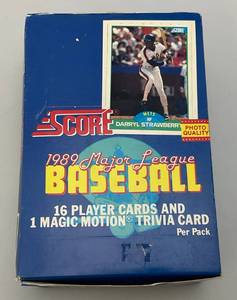 SCORE
METS
DARRYL STRAWBERRY
PHOTO
QUALITY
SCORE
1989 Major League
BASEBALL
16 PLAYER CARDS AND
1 MAGIC MOTION® TRIVIA CARD
Per Pack